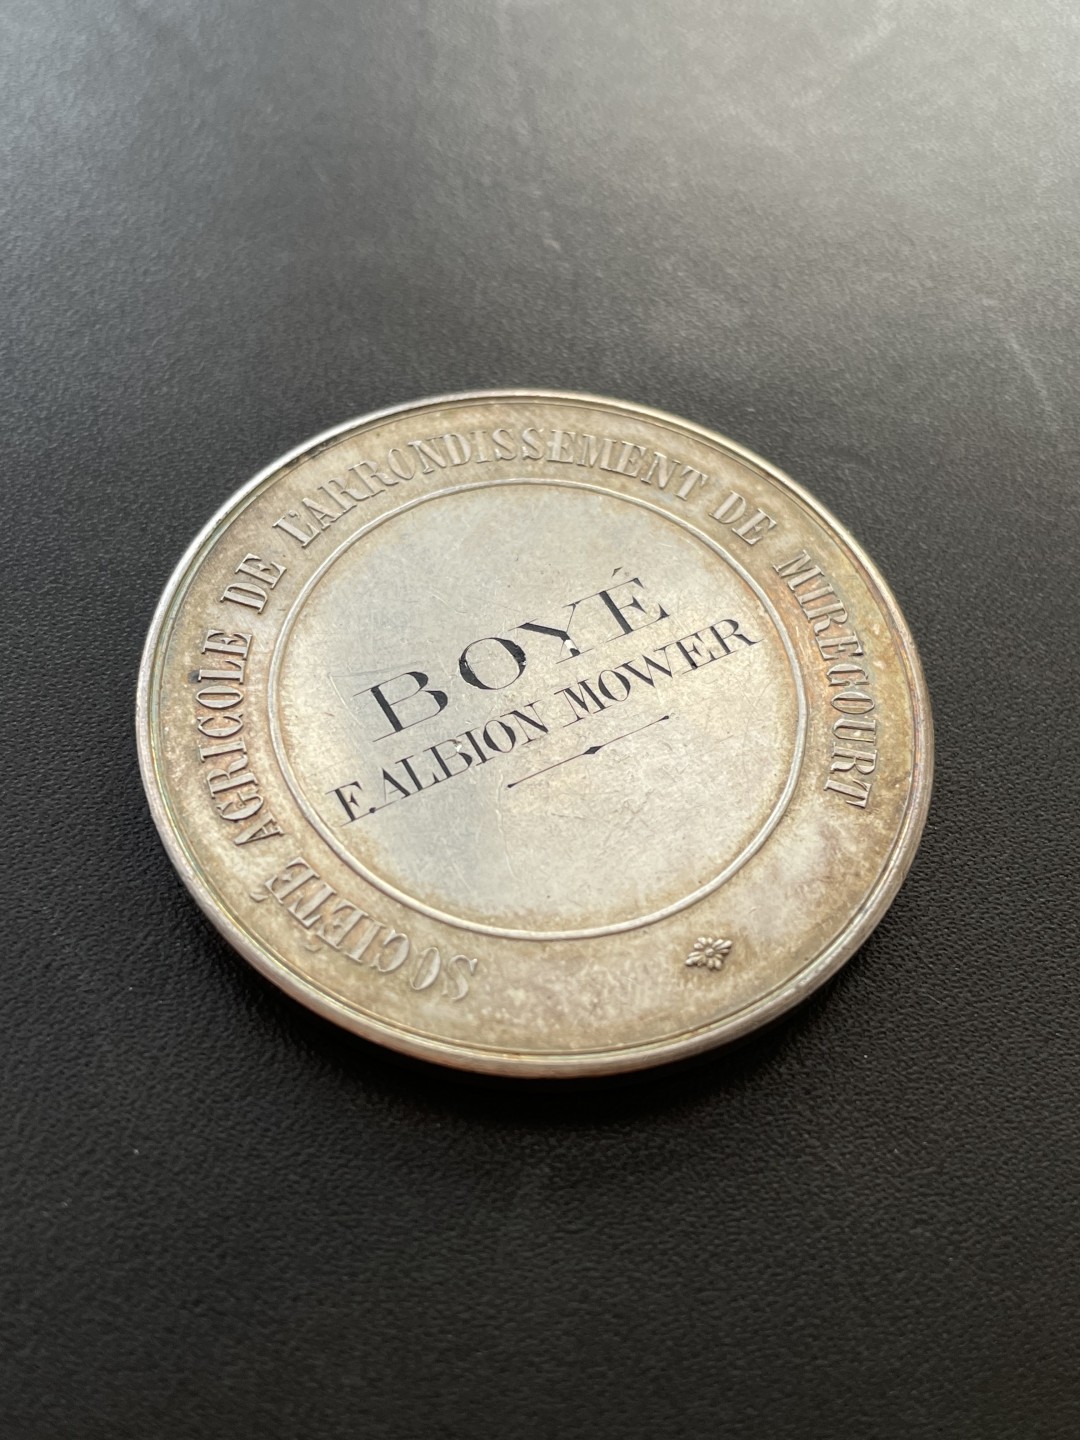 SOCIÉTÉ AGRICOLE DE L'ARRONDISSEMENT DE MIRECOURT
BOYÉ
F. ALBION MOWER